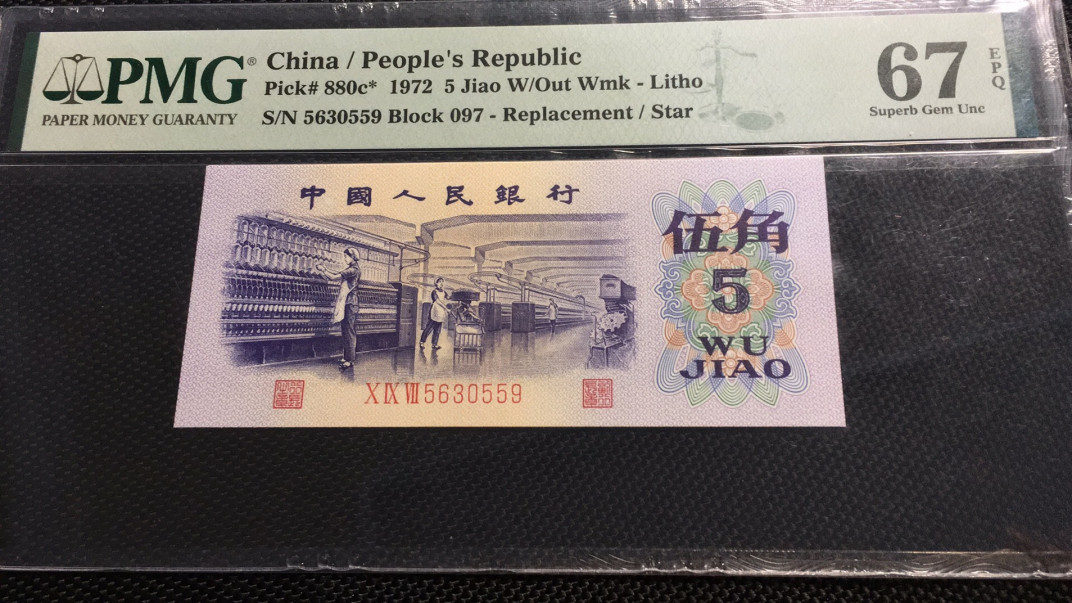 PMG®
PAPER MONEY GUARANTY
China / People's Republic
Pick# 880c* 1972 5 Jiao W/Out Wmk - Litho
S/N 5630559 Block 097 - Replacement / Star
67
EPQ
Superb Gem Unc
中國人民銀行
伍角
5
WU
JIAO
X IX VII 5630559